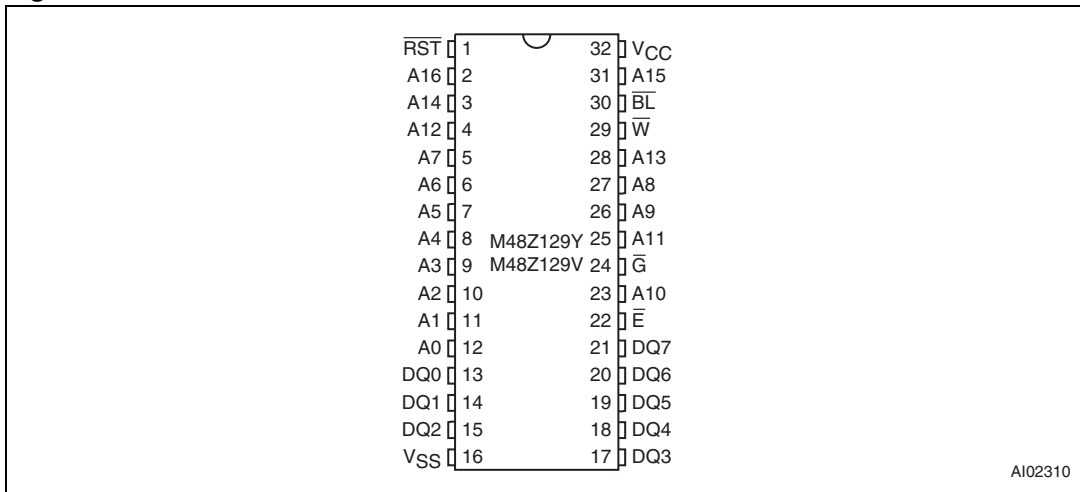 R̅S̅T̅ 1 32 VCC
A16 2 31 A15
A14 3 30 B̅L̅
A12 4 29 W̅
A7 5 28 A13
A6 6 27 A8
A5 7 26 A9
A4 8 M48Z129Y 25 A11
A3 9 M48Z129V 24 G̅
A2 10 23 A10
A1 11 22 E̅
A0 12 21 DQ7
DQ0 13 20 DQ6
DQ1 14 19 DQ5
DQ2 15 18 DQ4
VSS 16 17 DQ3
AI02310